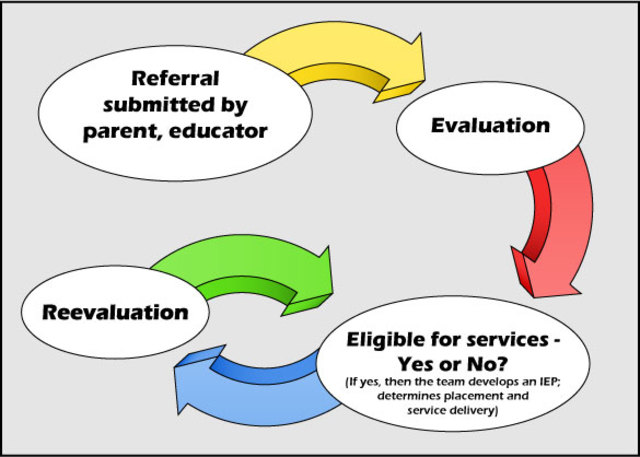 Referral
submitted by
parent, educator
Evaluation
Eligible for services -
Yes or No?
(If yes, then the team develops an IEP;
determines placement and
service delivery)
Reevaluation